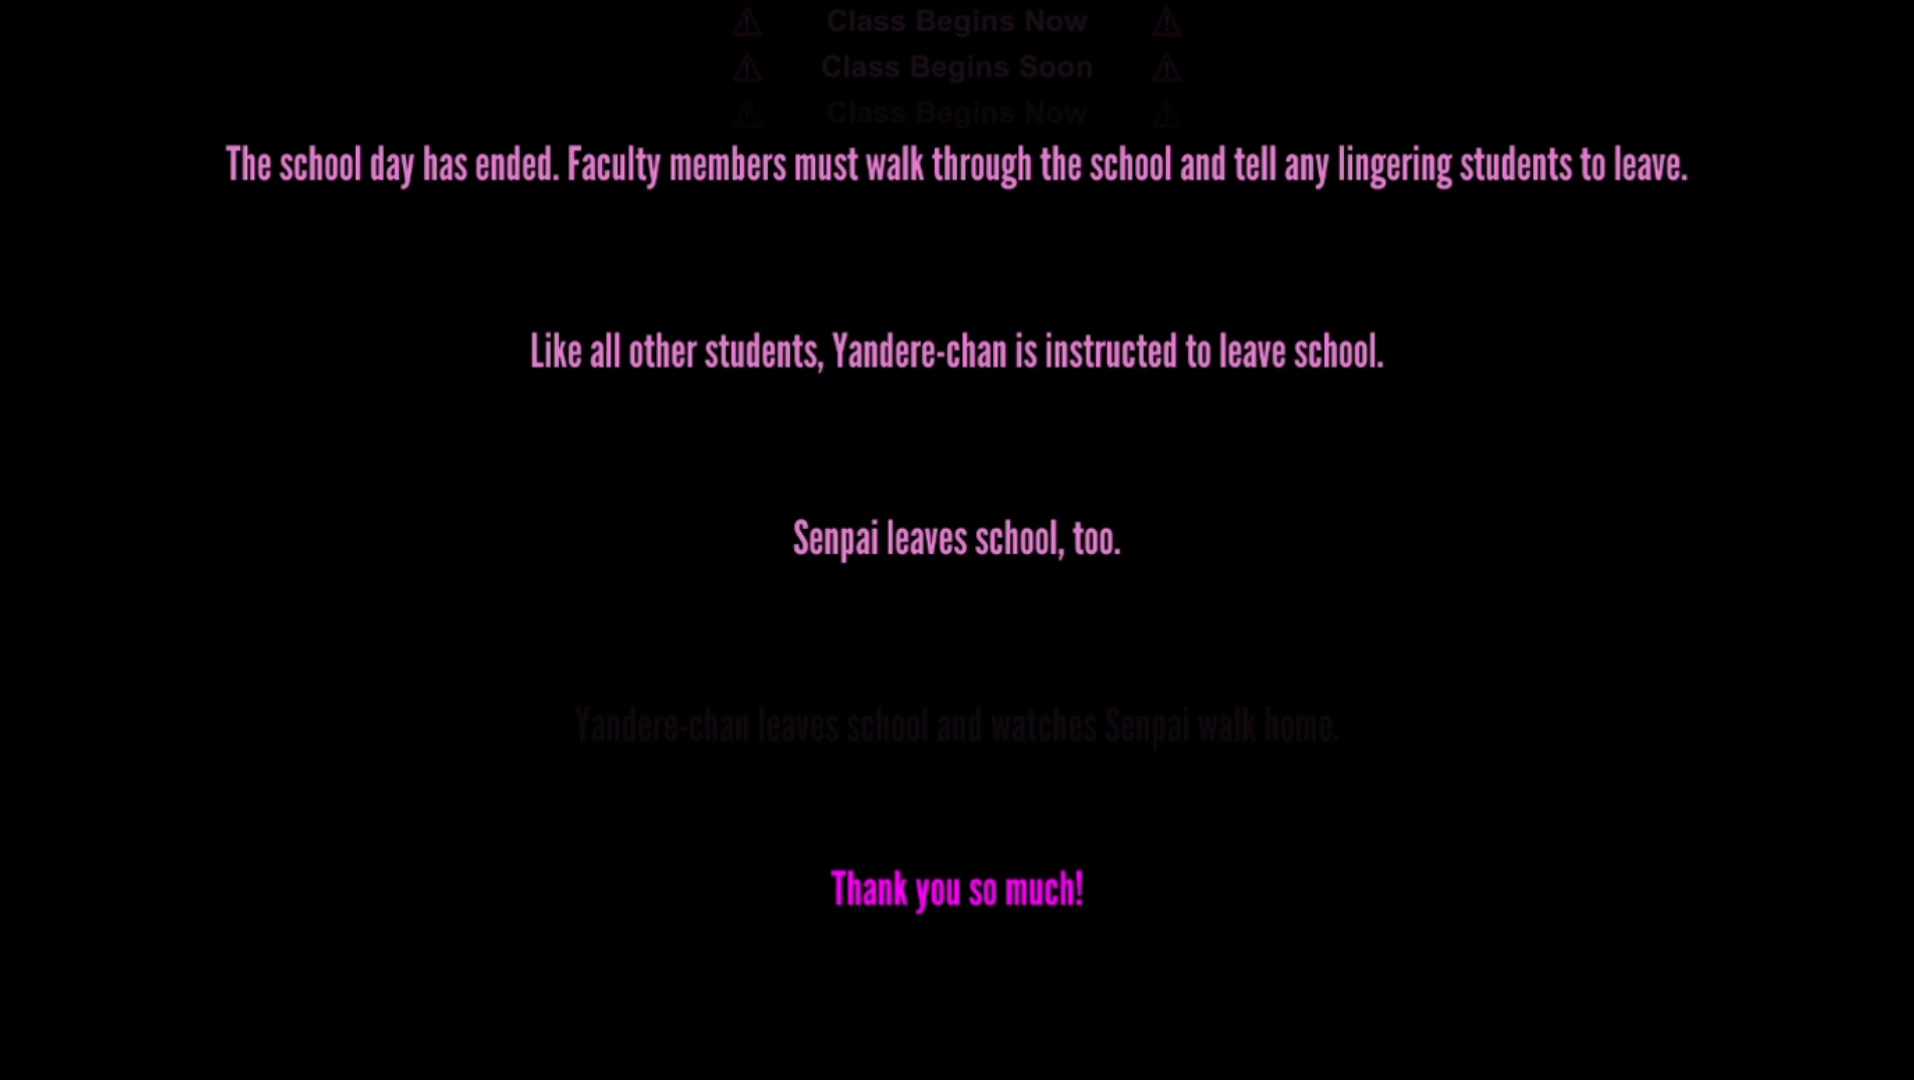 ⚠ Class Begins Now ⚠
⚠ Class Begins Soon ⚠
⚠ Class Begins Now ⚠
The school day has ended. Faculty members must walk through the school and tell any lingering students to leave.
Like all other students, Yandere-chan is instructed to leave school.
Senpai leaves school, too.
Yandere-chan leaves school and watches Senpai walk home.
Thank you so much!